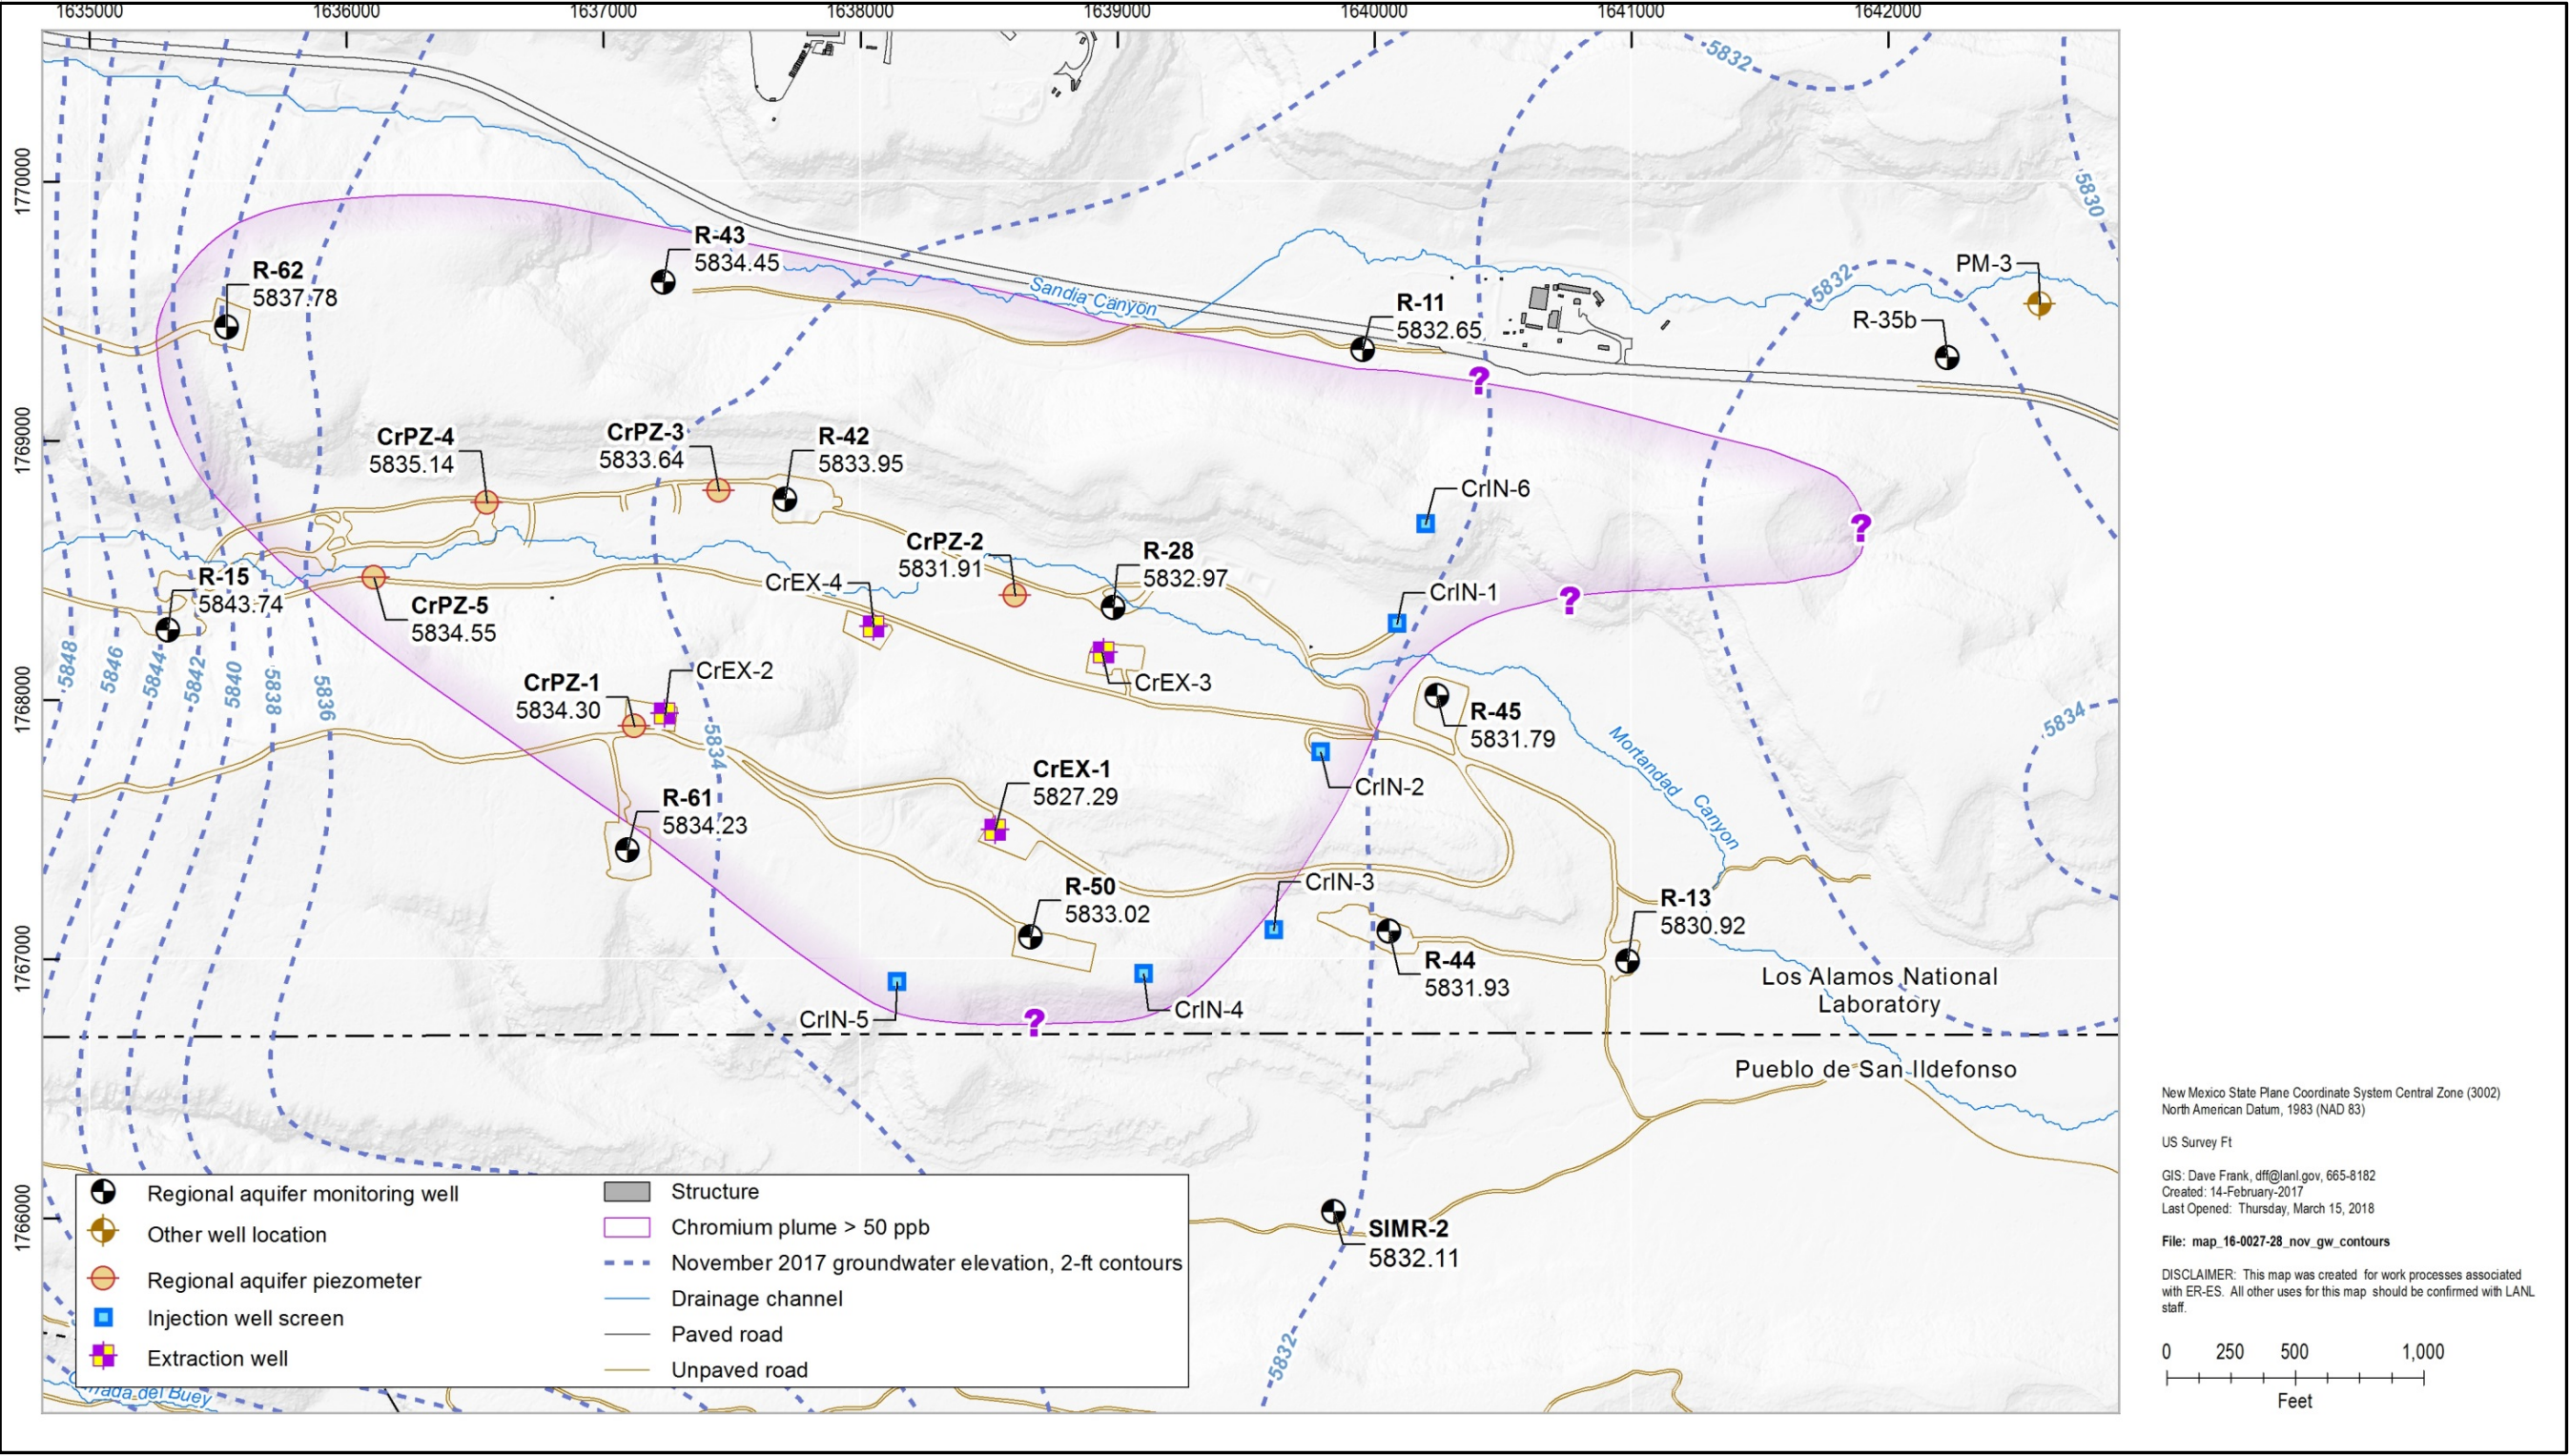 1635000 1636000 1637000 1638000 1639000 1640000 1641000 1642000
1770000
1769000
1768000
1767000
1766000
5832
5830
R-43
5834.45
R-62
5837.78
Sandia Canyon
R-11
5832.65
5832
PM-3
R-35b
CrPZ-4
5835.14
CrPZ-3
5833.64
R-42
5833.95
?
CrIN-6
?
CrPZ-2
5831.91
R-28
5832.97
CrEX-4
R-15
5843.74
CrPZ-5
5834.55
CrIN-1
?
5848
5846
5844
5842
5840
5838
5836
CrPZ-1
5834.30
CrEX-2
CrEX-3
5834
R-45
5831.79
5834
Mortandad
Canyon
CrIN-2
CrEX-1
5827.29
R-61
5834.23
R-50
5833.02
CrIN-3
R-13
5830.92
R-44
5831.93
CrIN-5
?
CrIN-4
Los Alamos National
Laboratory
Pueblo de San Ildefonso
SIMR-2
5832.11
5832
Regional aquifer monitoring well
Other well location
Regional aquifer piezometer
Injection well screen
Extraction well
Structure
Chromium plume > 50 ppb
November 2017 groundwater elevation, 2-ft contours
Drainage channel
Paved road
Unpaved road
del Buey
New Mexico State Plane Coordinate System Central Zone (3002)
North American Datum, 1983 (NAD 83)
US Survey Ft
GIS: Dave Frank, dff@lanl.gov, 665-8182
Created: 14-February-2017
Last Opened: Thursday, March 15, 2018
File: map_16-0027-28_nov_gw_contours
DISCLAIMER: This map was created for work processes associated
with ER-ES. All other uses for this map should be confirmed with LANL
staff.
0 250 500 1,000
Feet